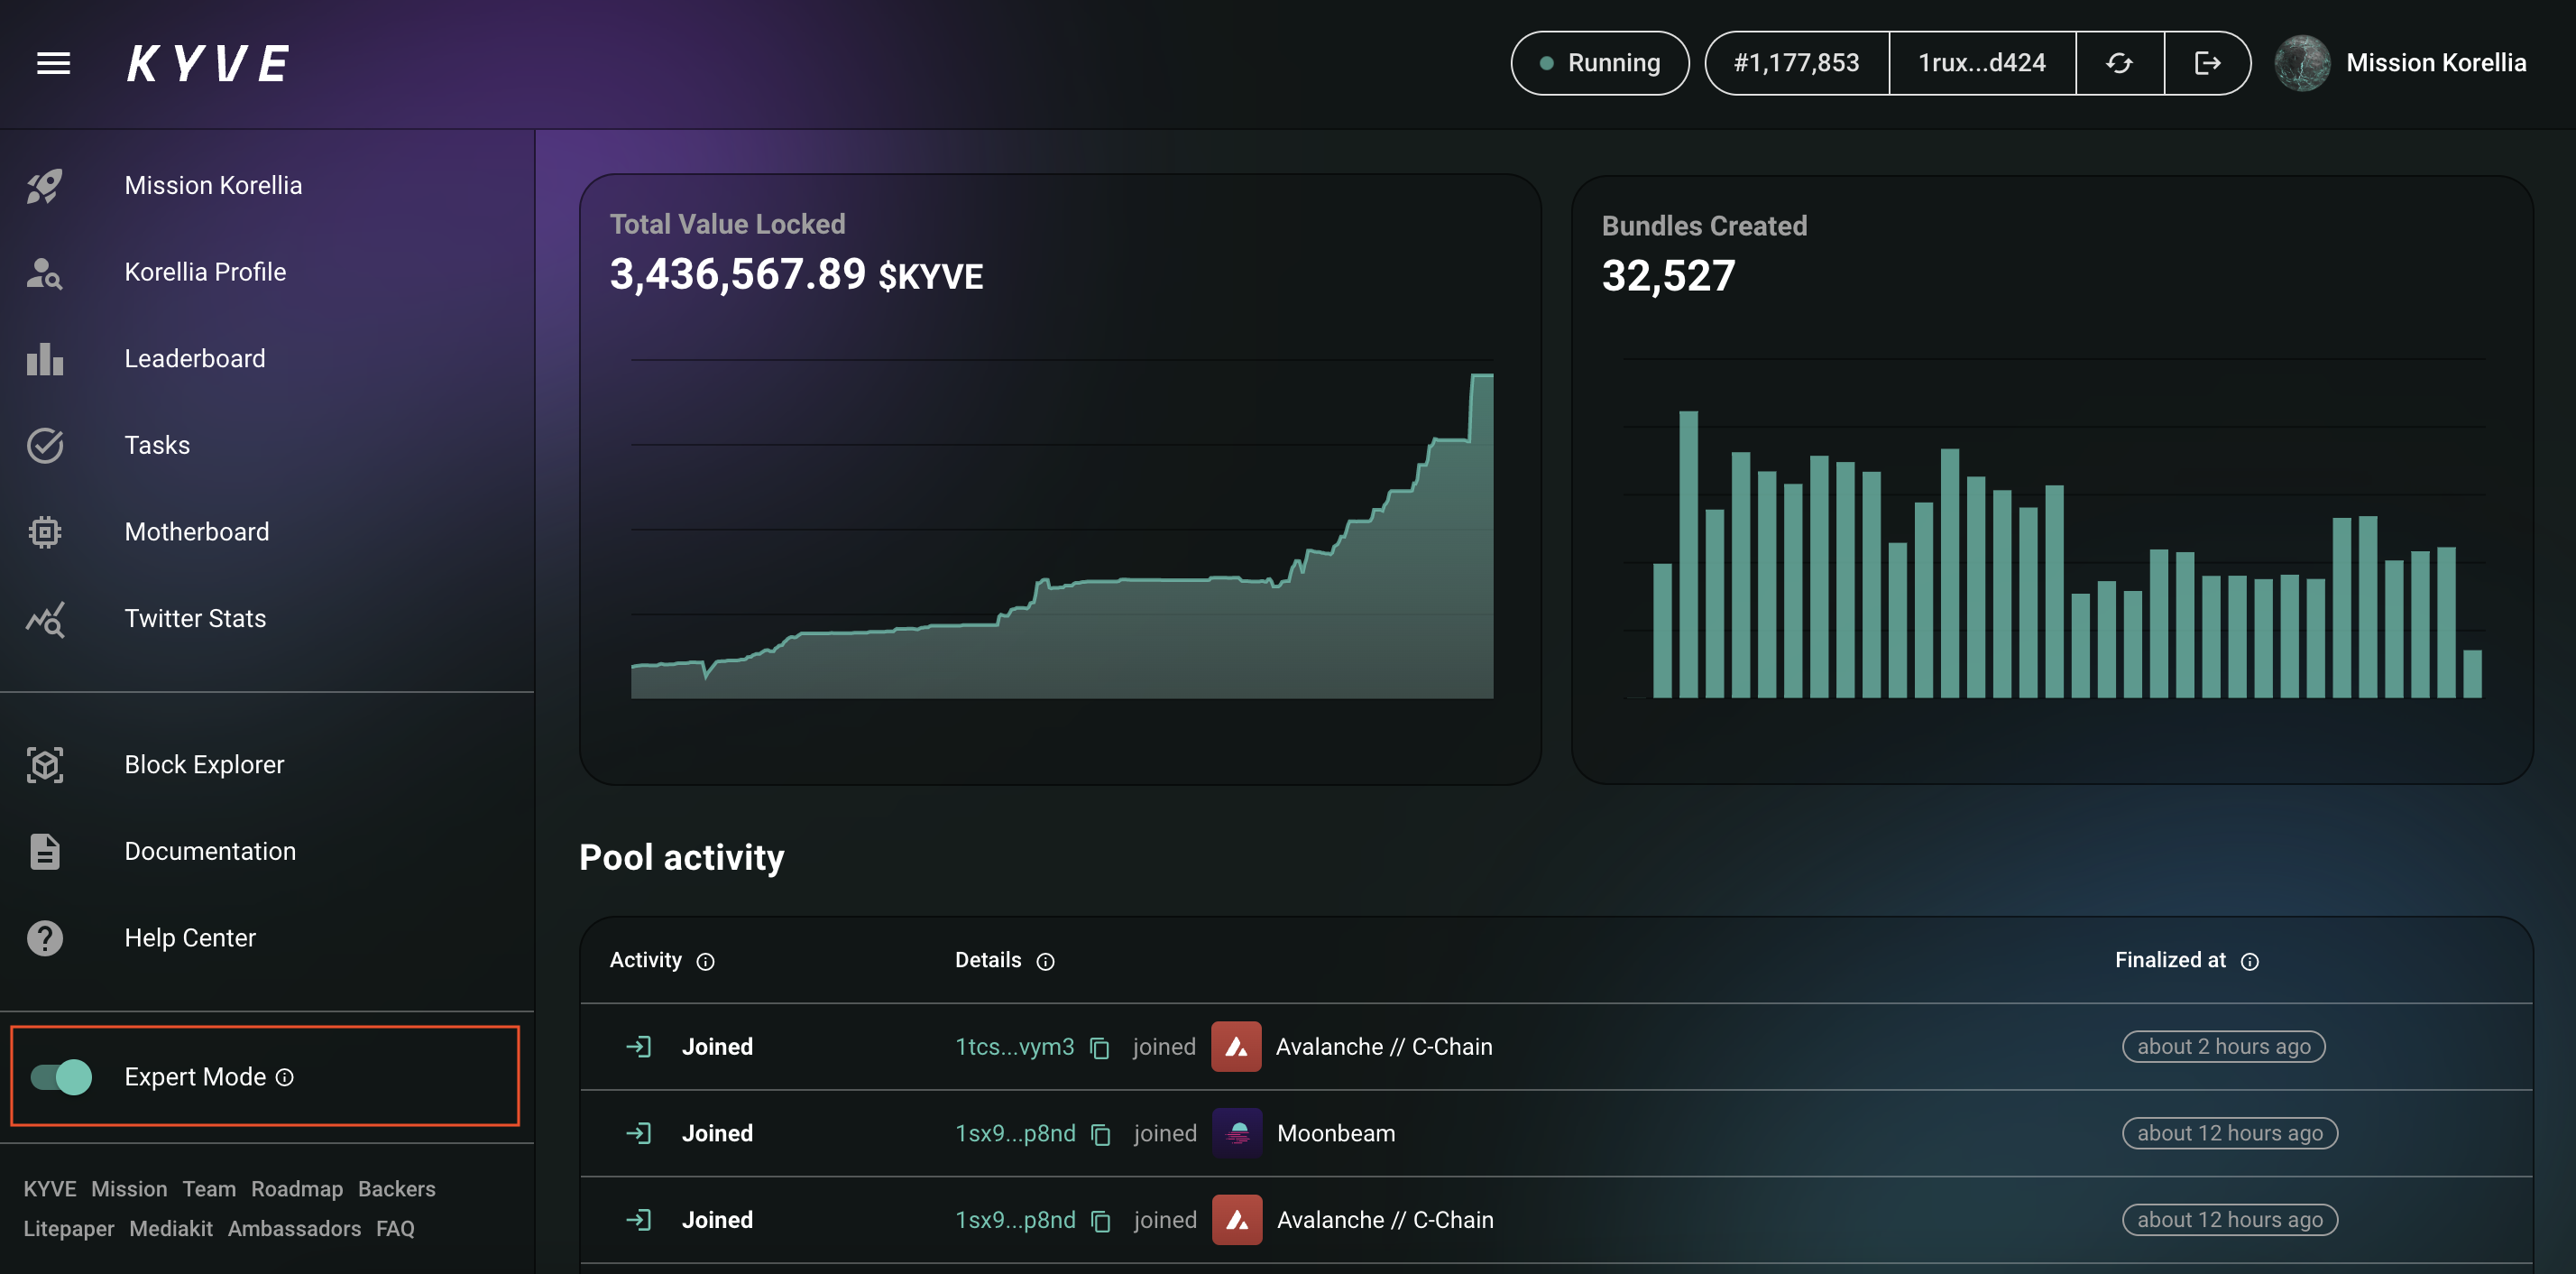 KYVE
Running
#1,177,853
1rux...d424
Mission Korellia
Mission Korellia
Korellia Profile
Leaderboard
Tasks
Motherboard
Twitter Stats
Block Explorer
Documentation
Help Center
Expert Mode
KYVE Mission Team Roadmap Backers
Litepaper Mediakit Ambassadors FAQ
Total Value Locked
3,436,567.89 $KYVE
Bundles Created
32,527
Pool activity
Activity Details Finalized at
Joined 1tcs...vym3 joined Avalanche // C-Chain about 2 hours ago
Joined 1sx9...p8nd joined Moonbeam about 12 hours ago
Joined 1sx9...p8nd joined Avalanche // C-Chain about 12 hours ago